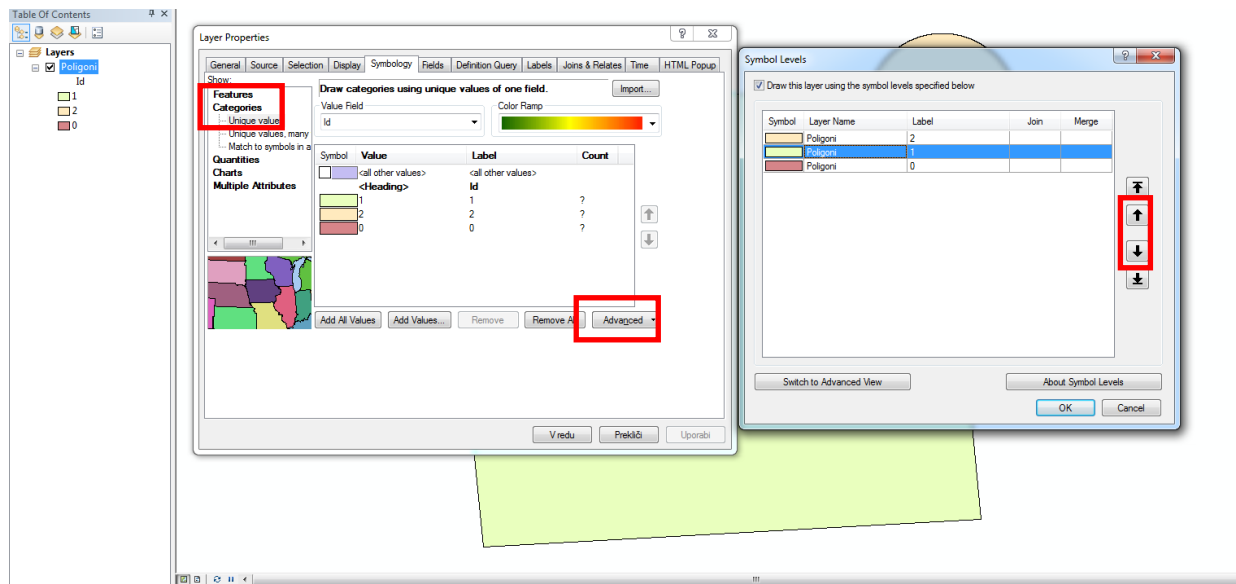 Table Of Contents
Layers
Poligoni
Id
1
2
0
Layer Properties
General Source Selection Display Symbology Fields Definition Query Labels Joins & Relates Time HTML Popup
Show:
Features
Categories
Unique values
Unique values, many
Match to symbols in a
Quantities
Charts
Multiple Attributes
Draw categories using unique values of one field.
Import...
Value Field
Color Ramp
Id
Symbol Value Label Count
<all other values> <all other values>
<Heading> Id
1 1 ?
2 2 ?
0 0 ?
Add All Values Add Values... Remove Remove All Advanced
V redu Prekliči Uporabi
Symbol Levels
Draw this layer using the symbol levels specified below
Symbol Layer Name Label Join Merge
Poligoni 2
Poligoni 1
Poligoni 0
Switch to Advanced View About Symbol Levels
OK Cancel